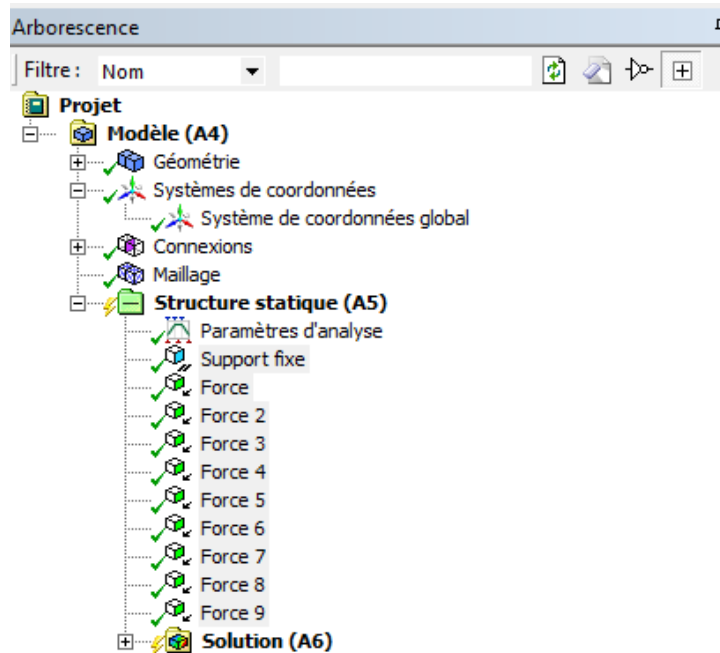 Arborescence
Filtre : Nom
Projet
Modèle (A4)
Géométrie
Systèmes de coordonnées
Système de coordonnées global
Connexions
Maillage
Structure statique (A5)
Paramètres d'analyse
Support fixe
Force
Force 2
Force 3
Force 4
Force 5
Force 6
Force 7
Force 8
Force 9
Solution (A6)